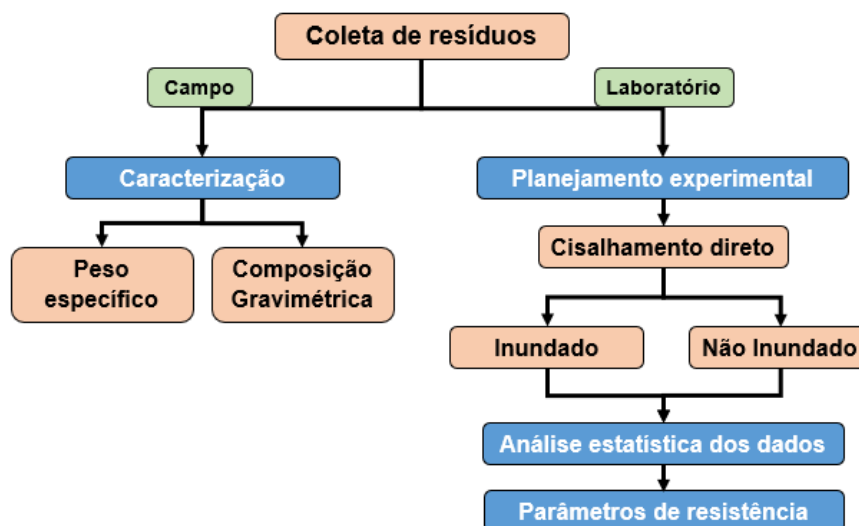 Coleta de resíduos
Campo
Laboratório
Caracterização
Planejamento experimental
Peso
específico
Composição
Gravimétrica
Cisalhamento direto
Inundado
Não Inundado
Análise estatística dos dados
Parâmetros de resistência